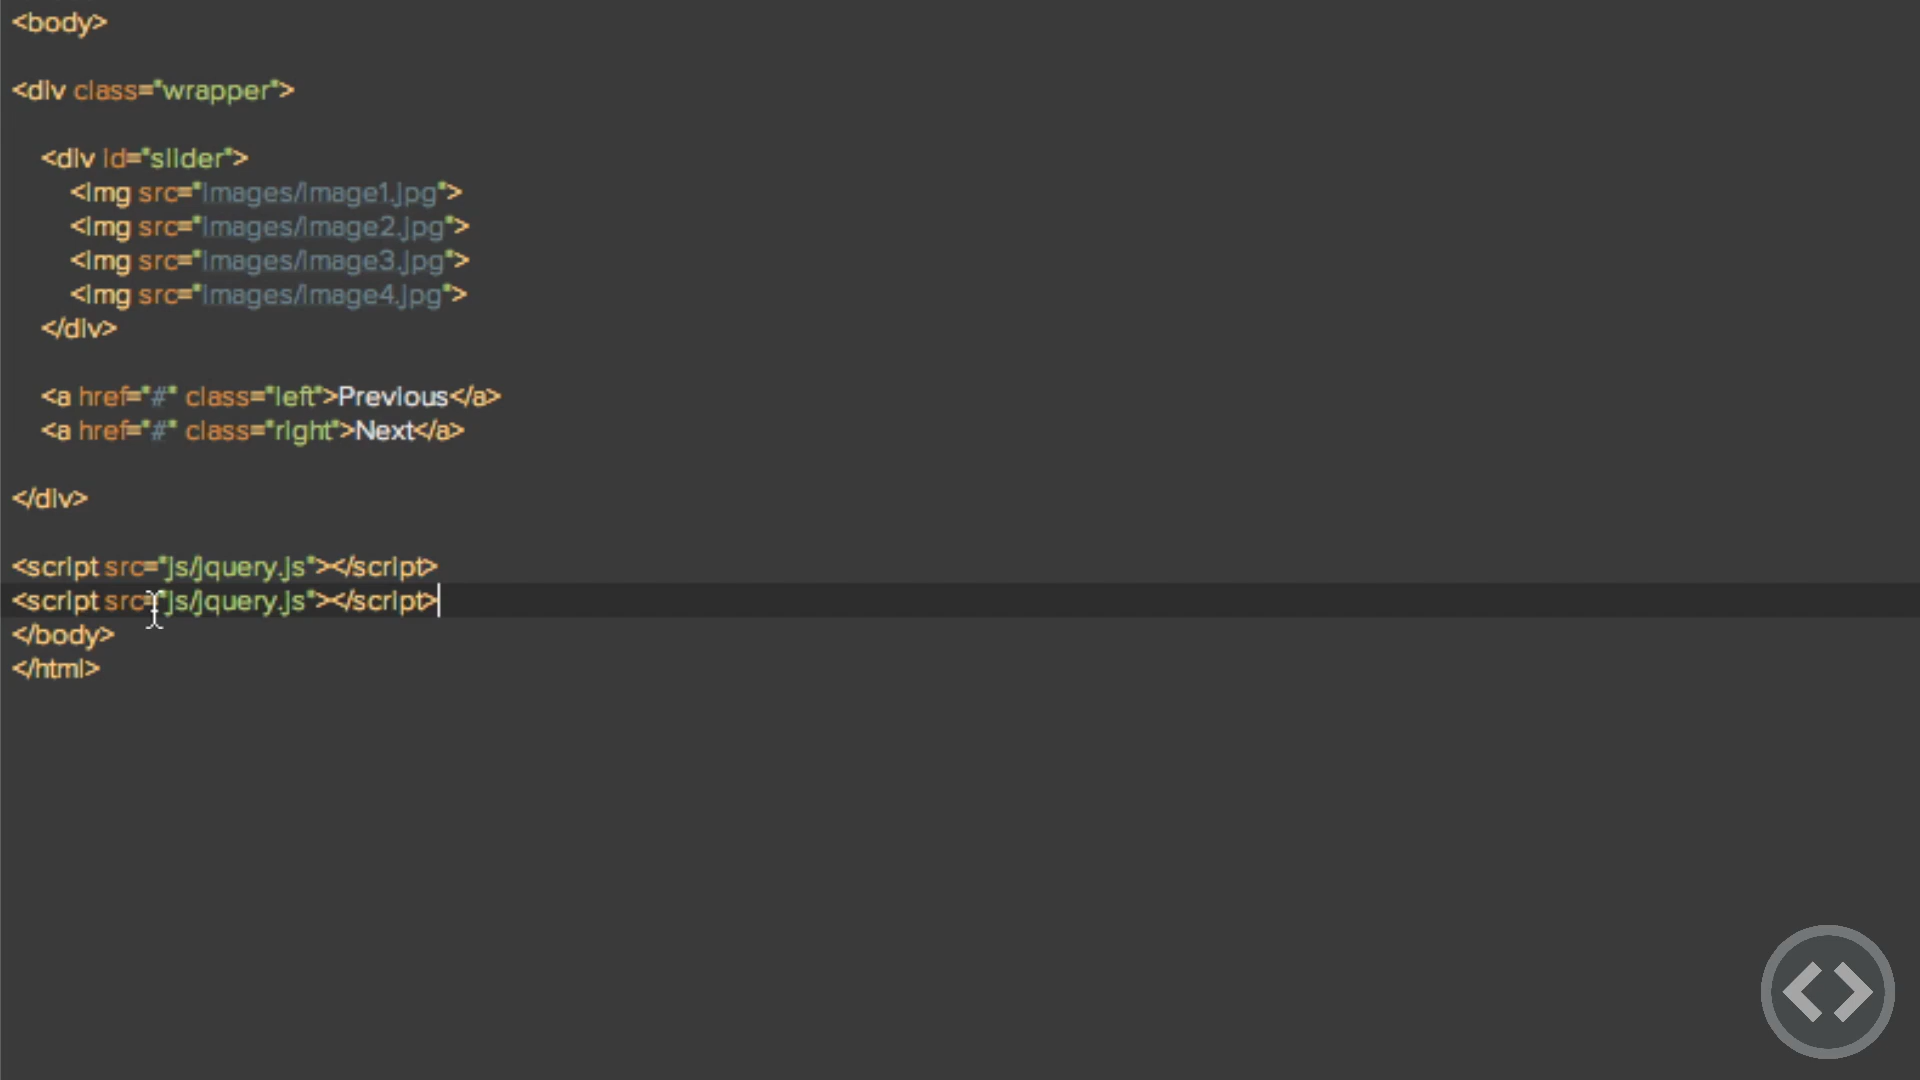 <body>
<div class="wrapper">
<div id="slider">
<img src="images/image1.jpg">
<img src="images/image2.jpg">
<img src="images/image3.jpg">
<img src="images/image4.jpg">
</div>
<a href="#" class="left">Previous</a>
<a href="#" class="right">Next</a>
</div>
<script src="js/jquery.js"></script>
<script src="js/jquery.js"></script>
</body>
</html>